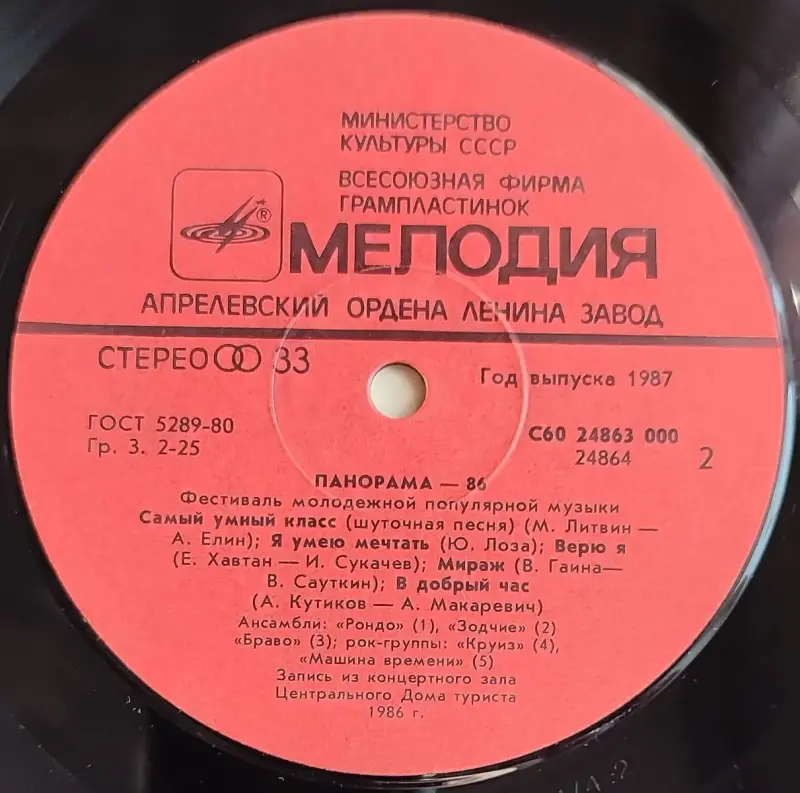 МИНИСТЕРСТВО
КУЛЬТУРЫ СССР
ВСЕСОЮЗНАЯ ФИРМА
ГРАМПЛАСТИНОК
®
МЕЛОДИЯ
АПРЕЛЕВСКИЙ ОРДЕНА ЛЕНИНА ЗАВОД
СТЕРЕО 33
Год выпуска 1987
ГОСТ 5289-80
Гр. 3. 2-25
С60 24863 000
24864
2
ПАНОРАМА — 86
Фестиваль молодежной популярной музыки
Самый умный класс (шуточная песня) (М. Литвин —
А. Елин); Я умею мечтать (Ю. Лоза); Верю я
(Е. Хавтан — И. Сукачев); Мираж (В. Гаина—
В. Сауткин); В добрый час
(А. Кутиков — А. Макаревич)
Ансамбли: «Рондо» (1), «Зодчие» (2)
«Браво» (3); рок-группы: «Круиз» (4),
«Машина времени» (5)
Запись из концертного зала
Центрального Дома туриста
1986 г.